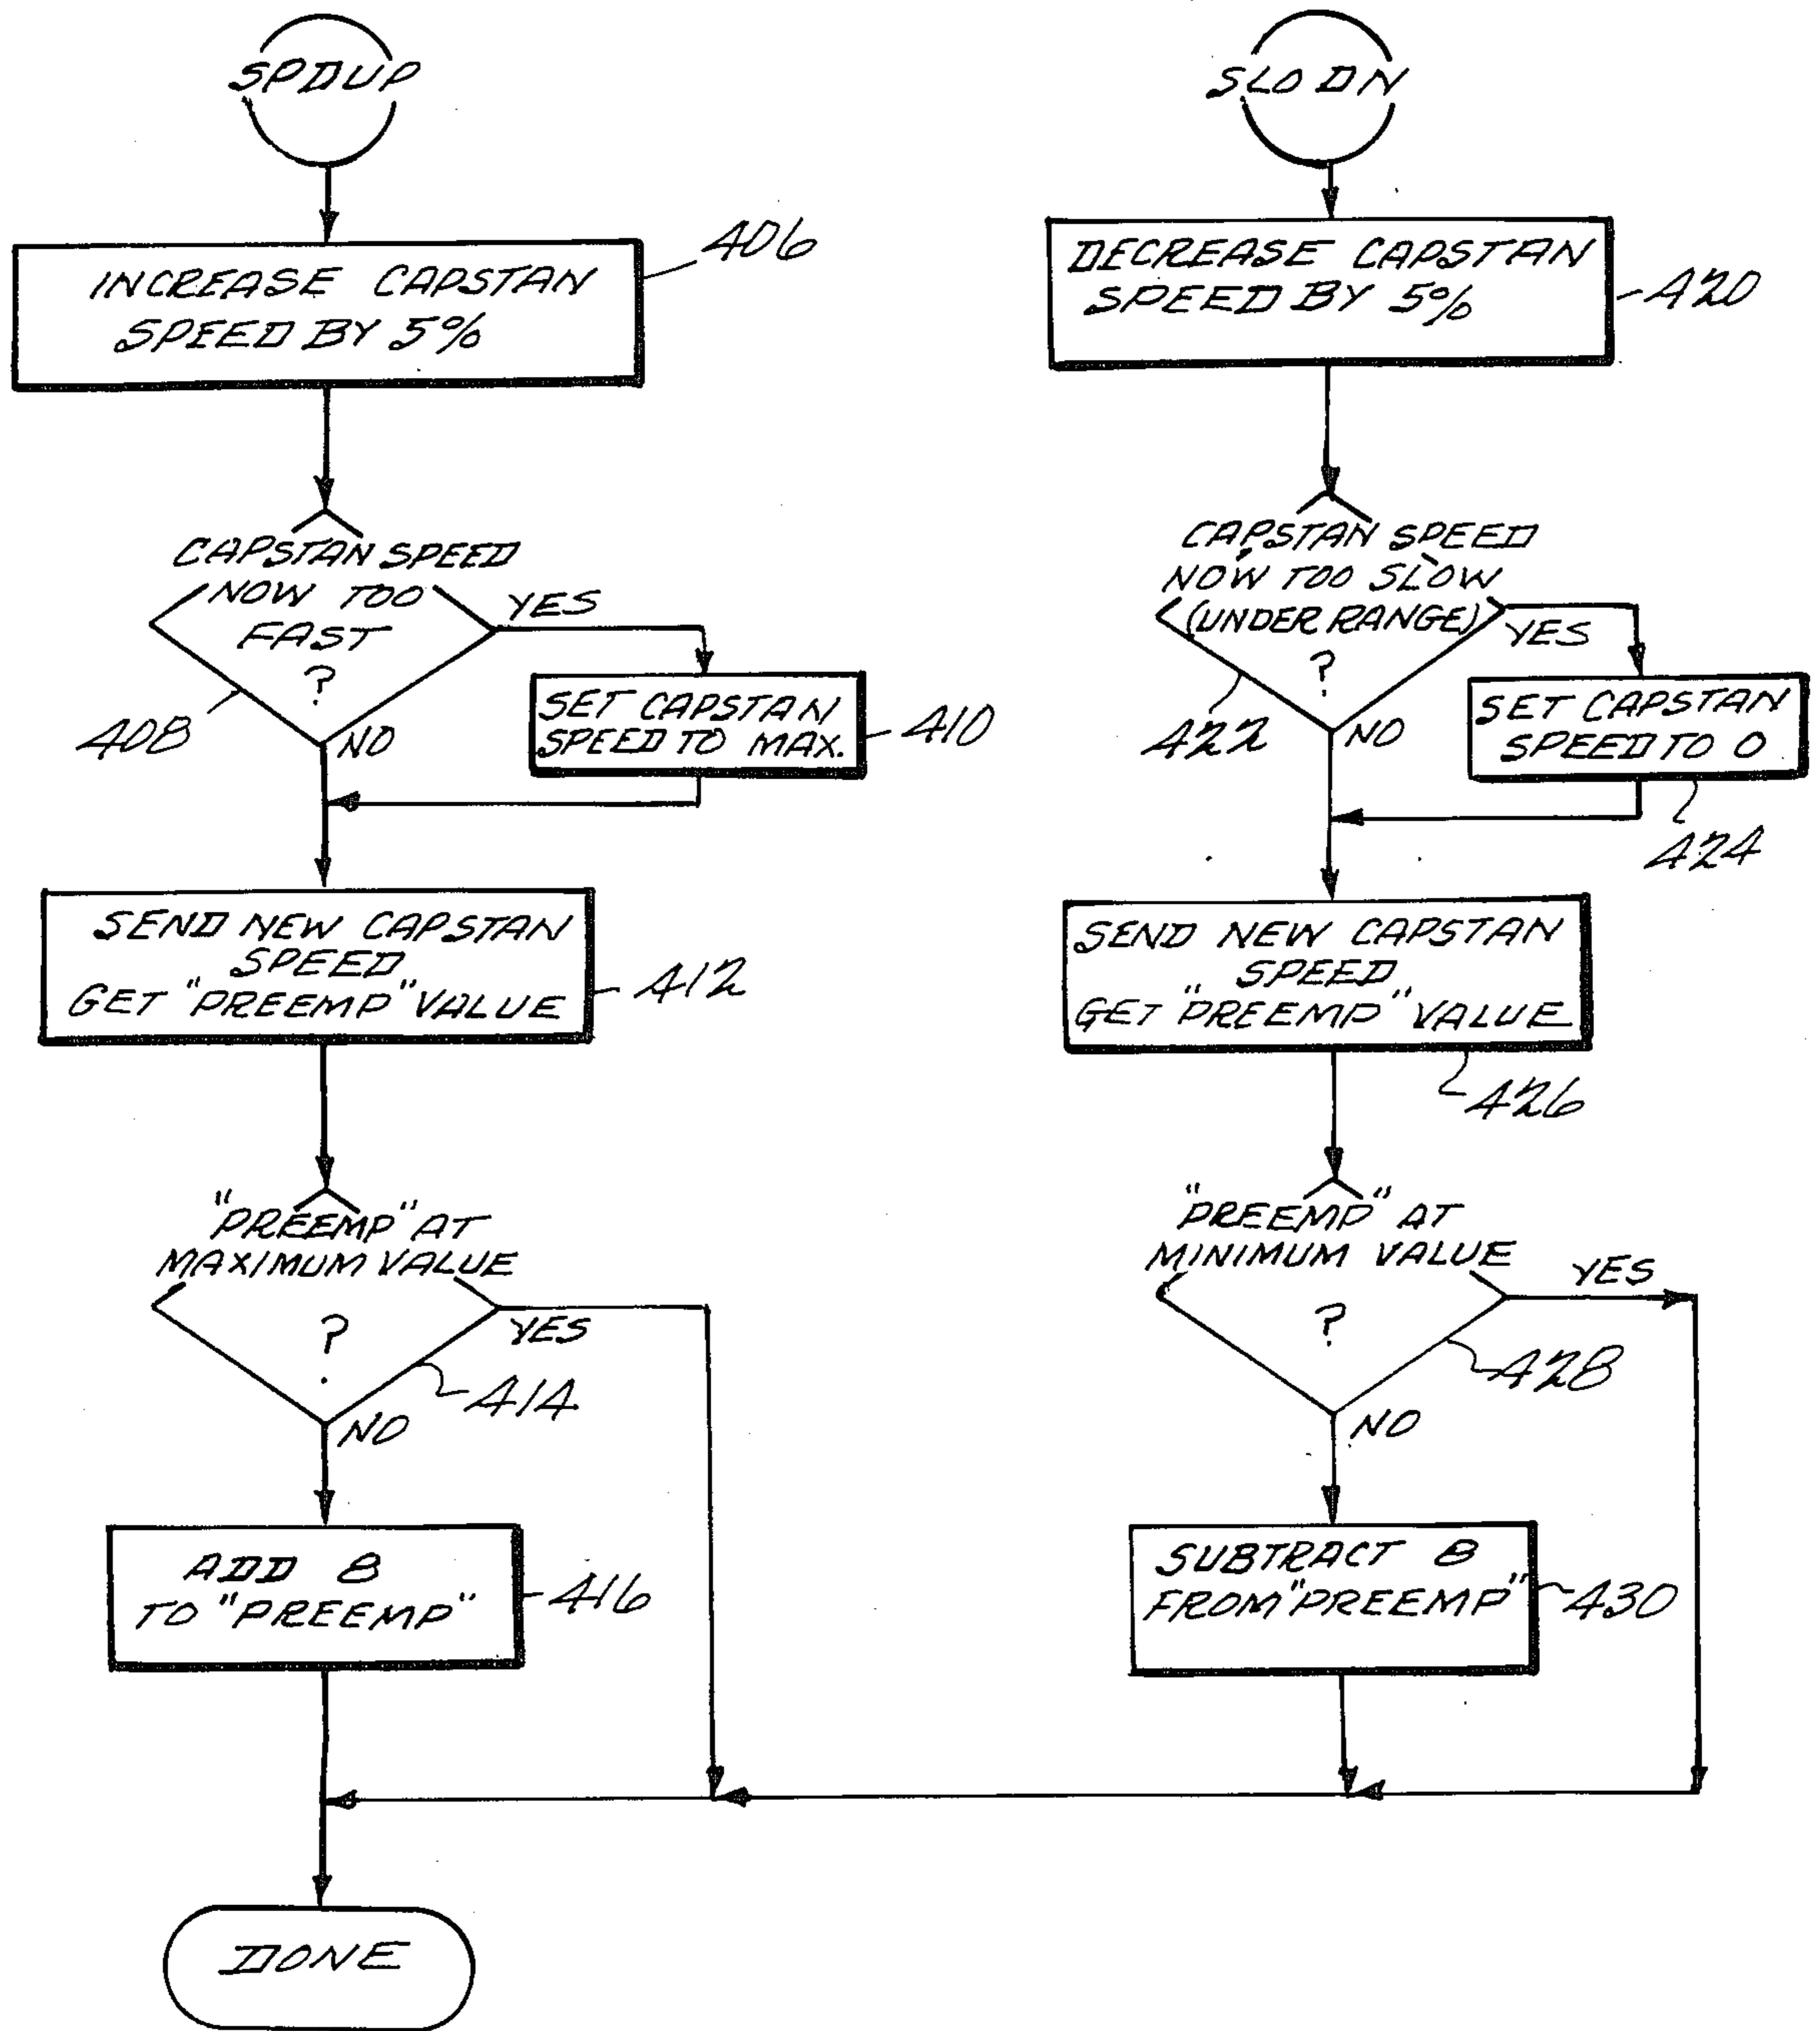 SPDUP
406
INCREASE CAPSTAN
SPEED BY 5%
CAPSTAN SPEED
NOW TOO
FAST
?
YES
408
NO
SET CAPSTAN
SPEED TO MAX.
410
SEND NEW CAPSTAN
SPEED
GET "PREEMP" VALUE
412
"PREEMP" AT
MAXIMUM VALUE
?
YES
414
NO
ADD 8
TO "PREEMP"
416
DONE
SLO DN
DECREASE CAPSTAN
SPEED BY 5%
420
CAPSTAN SPEED
NOW TOO SLOW
(UNDER RANGE)
?
YES
422
NO
SET CAPSTAN
SPEED TO 0
424
SEND NEW CAPSTAN
SPEED
GET "PREEMP" VALUE
426
"PREEMP" AT
MINIMUM VALUE
?
YES
428
NO
SUBTRACT 8
FROM "PREEMP"
430